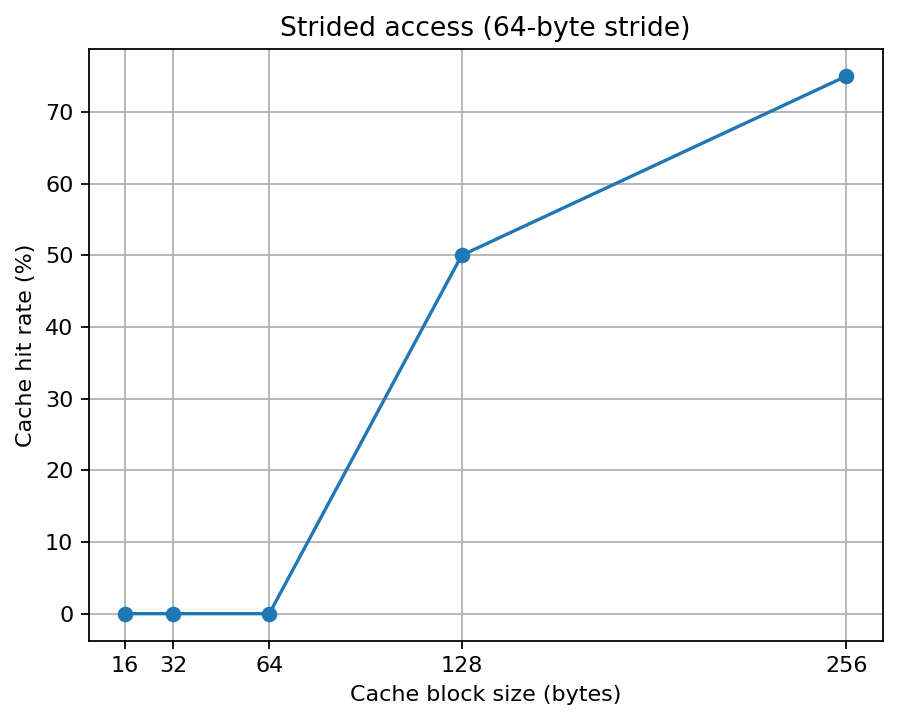 Strided access (64-byte stride)
Cache hit rate (%)
70
60
50
40
30
20
10
0
16 32 64 128 256
Cache block size (bytes)